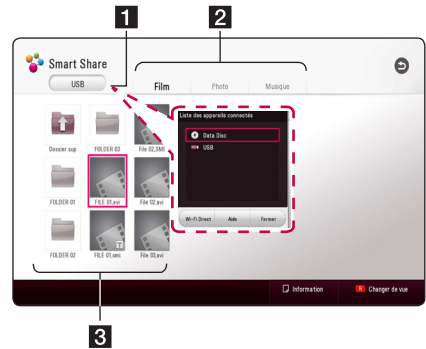 1
2
Smart Share
USB
Film
Photo
Musique
Liste des appareils connectés
Data Disc
USB
Wi-Fi Direct
Aide
Fermer
Dossier sup
FOLDER 03
File 02.SMI
FOLDER 01
FILE 01.avi
File 02.avi
FOLDER 02
FILE 01.smi
File 03.avi
T
Information
R Changer de vue
3